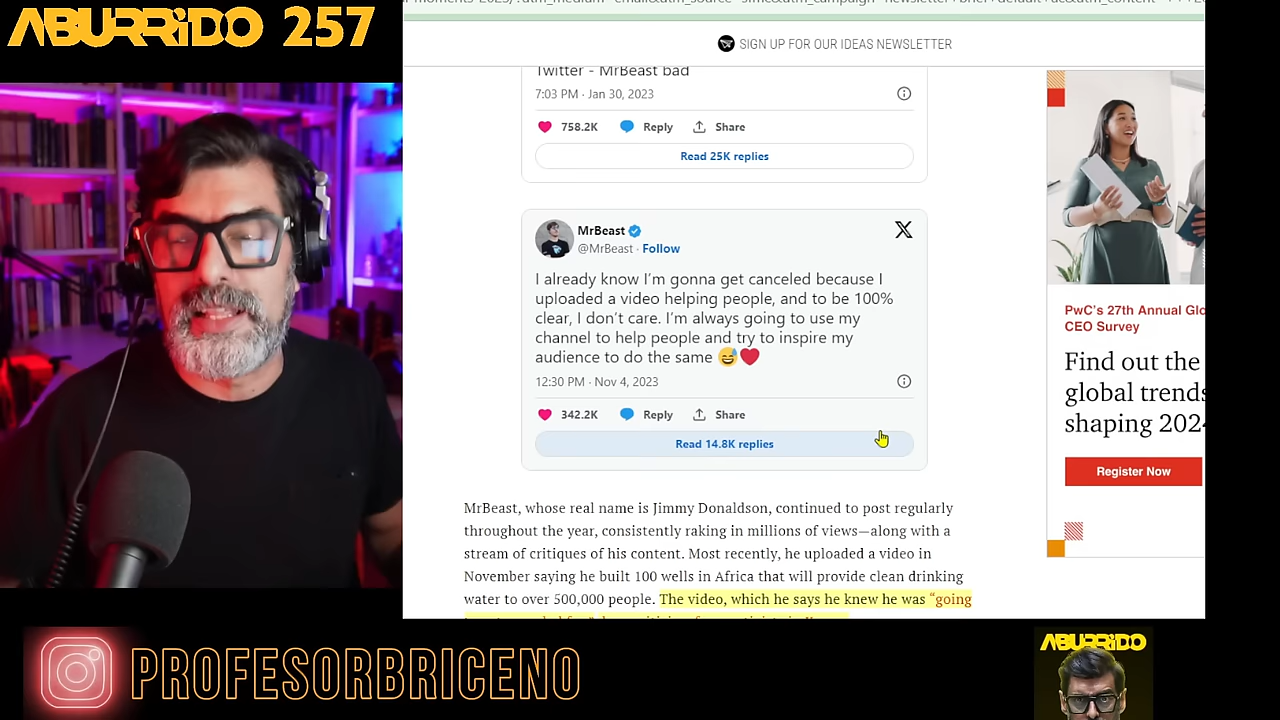 ABURRiDO 257
SIGN UP FOR OUR IDEAS NEWSLETTER
Twitter - MrBeast bad
7:03 PM · Jan 30, 2023
758.2K Reply Share
Read 25K replies
MrBeast
@MrBeast · Follow
I already know I'm gonna get canceled because I
uploaded a video helping people, and to be 100%
clear, I don't care. I'm always going to use my
channel to help people and try to inspire my
audience to do the same 😅❤️
12:30 PM · Nov 4, 2023
342.2K Reply Share
Read 14.8K replies
MrBeast, whose real name is Jimmy Donaldson, continued to post regularly
throughout the year, consistently raking in millions of views—along with a
stream of critiques of his content. Most recently, he uploaded a video in
November saying he built 100 wells in Africa that will provide clean drinking
water to over 500,000 people. The video, which he says he knew he was “going
PwC's 27th Annual
CEO Survey
Find out the
global trends
shaping
Register Now
PROFESORBRICENO
ABURRiDO